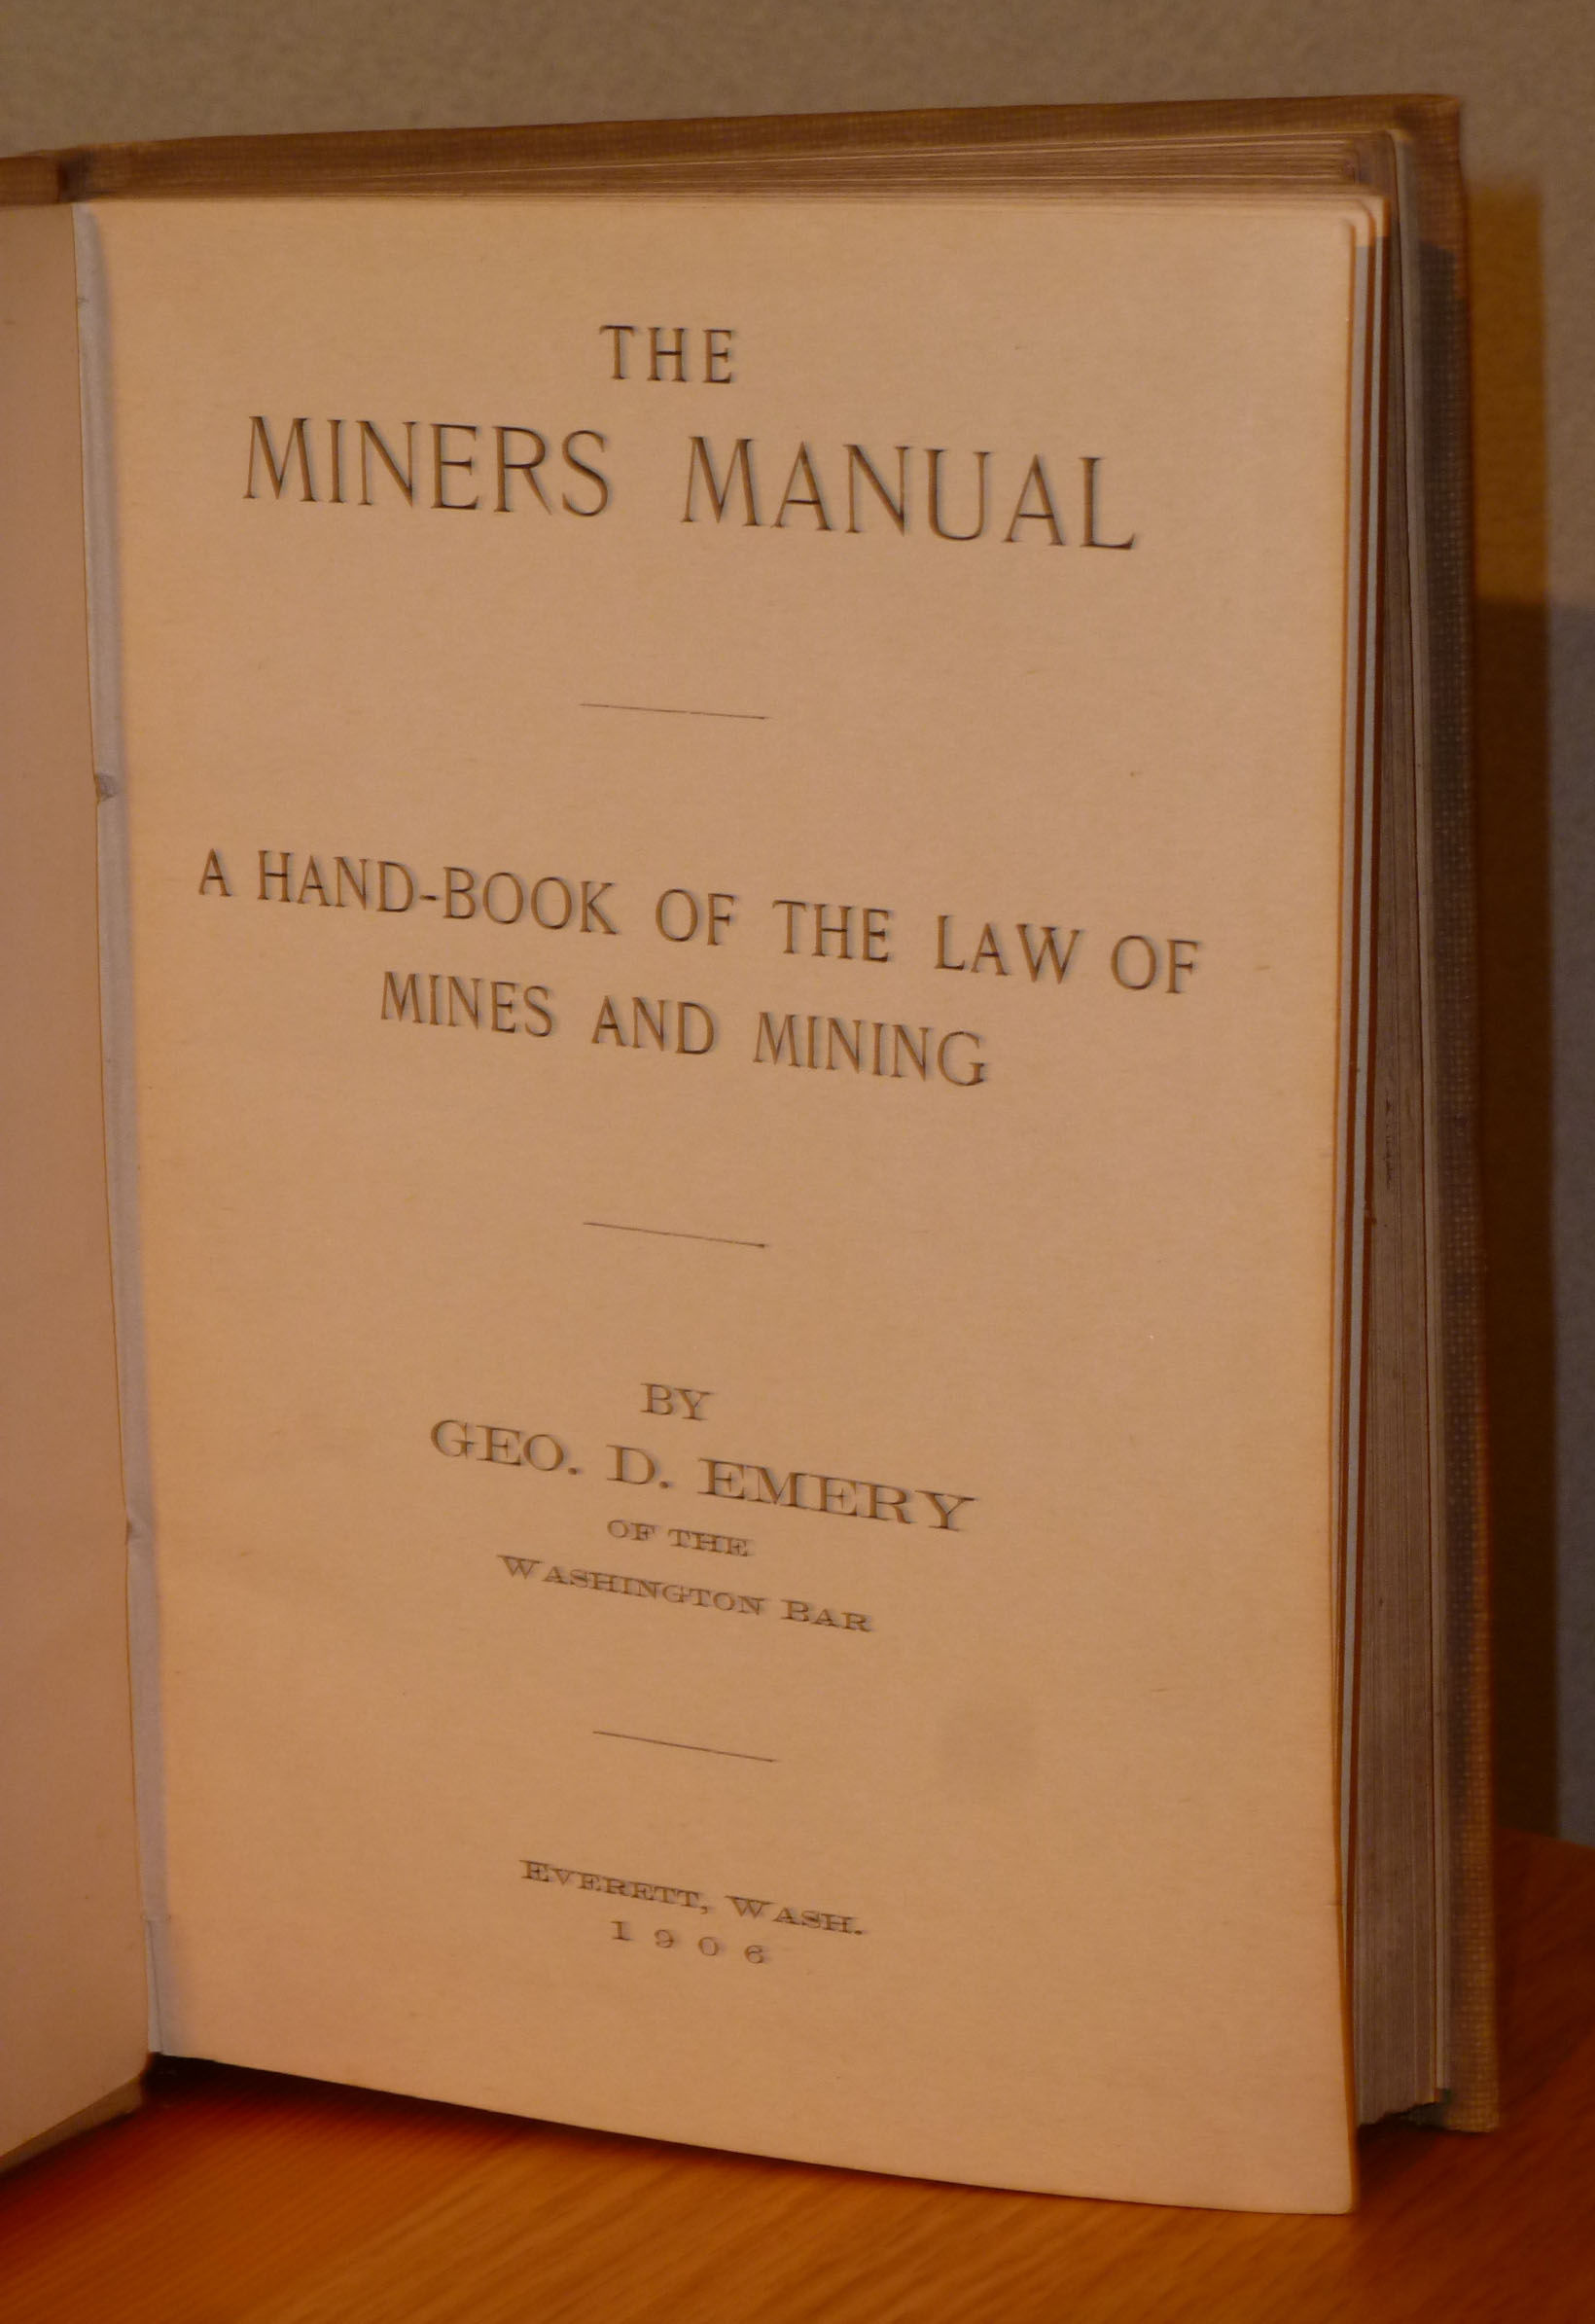 THE
MINERS MANUAL
A HAND-BOOK OF THE LAW OF
MINES AND MINING
BY
GEO. D. EMERY
OF THE
WASHINGTON BAR
EVERETT, WASH.
1906